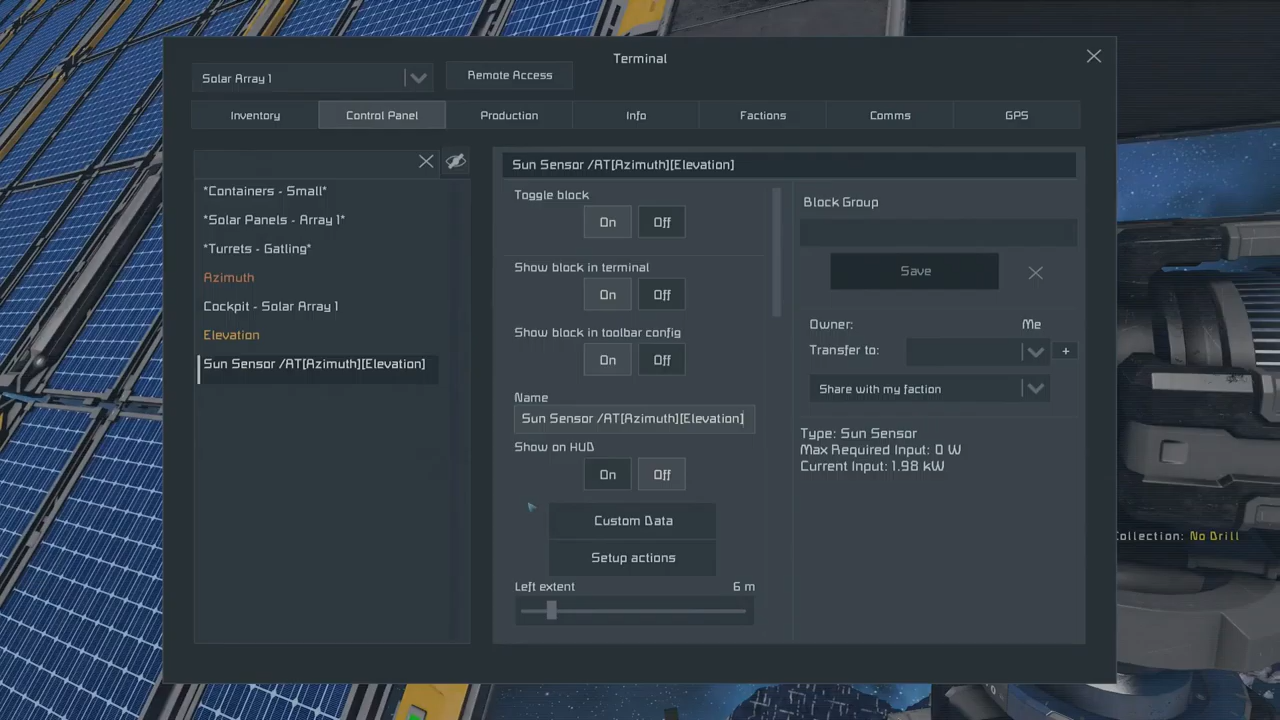 Terminal
Solar Array 1
Remote Access
Inventory
Control Panel
Production
Info
Factions
Comms
GPS
*Containers - Small*
*Solar Panels - Array 1*
*Turrets - Gatling*
Azimuth
Cockpit - Solar Array 1
Elevation
Sun Sensor /AT[Azimuth][Elevation]
Sun Sensor /AT[Azimuth][Elevation]
Toggle block
On Off
Show block in terminal
On Off
Show block in toolbar config
On Off
Name
Sun Sensor /AT[Azimuth][Elevation]
Show on HUD
On Off
Custom Data
Setup actions
Left extent 6 m
Block Group
Save
Owner: Me
Transfer to:
+
Share with my faction
Type: Sun Sensor
Max Required Input: 0 W
Current Input: 1.98 kW
Collection: No Drill